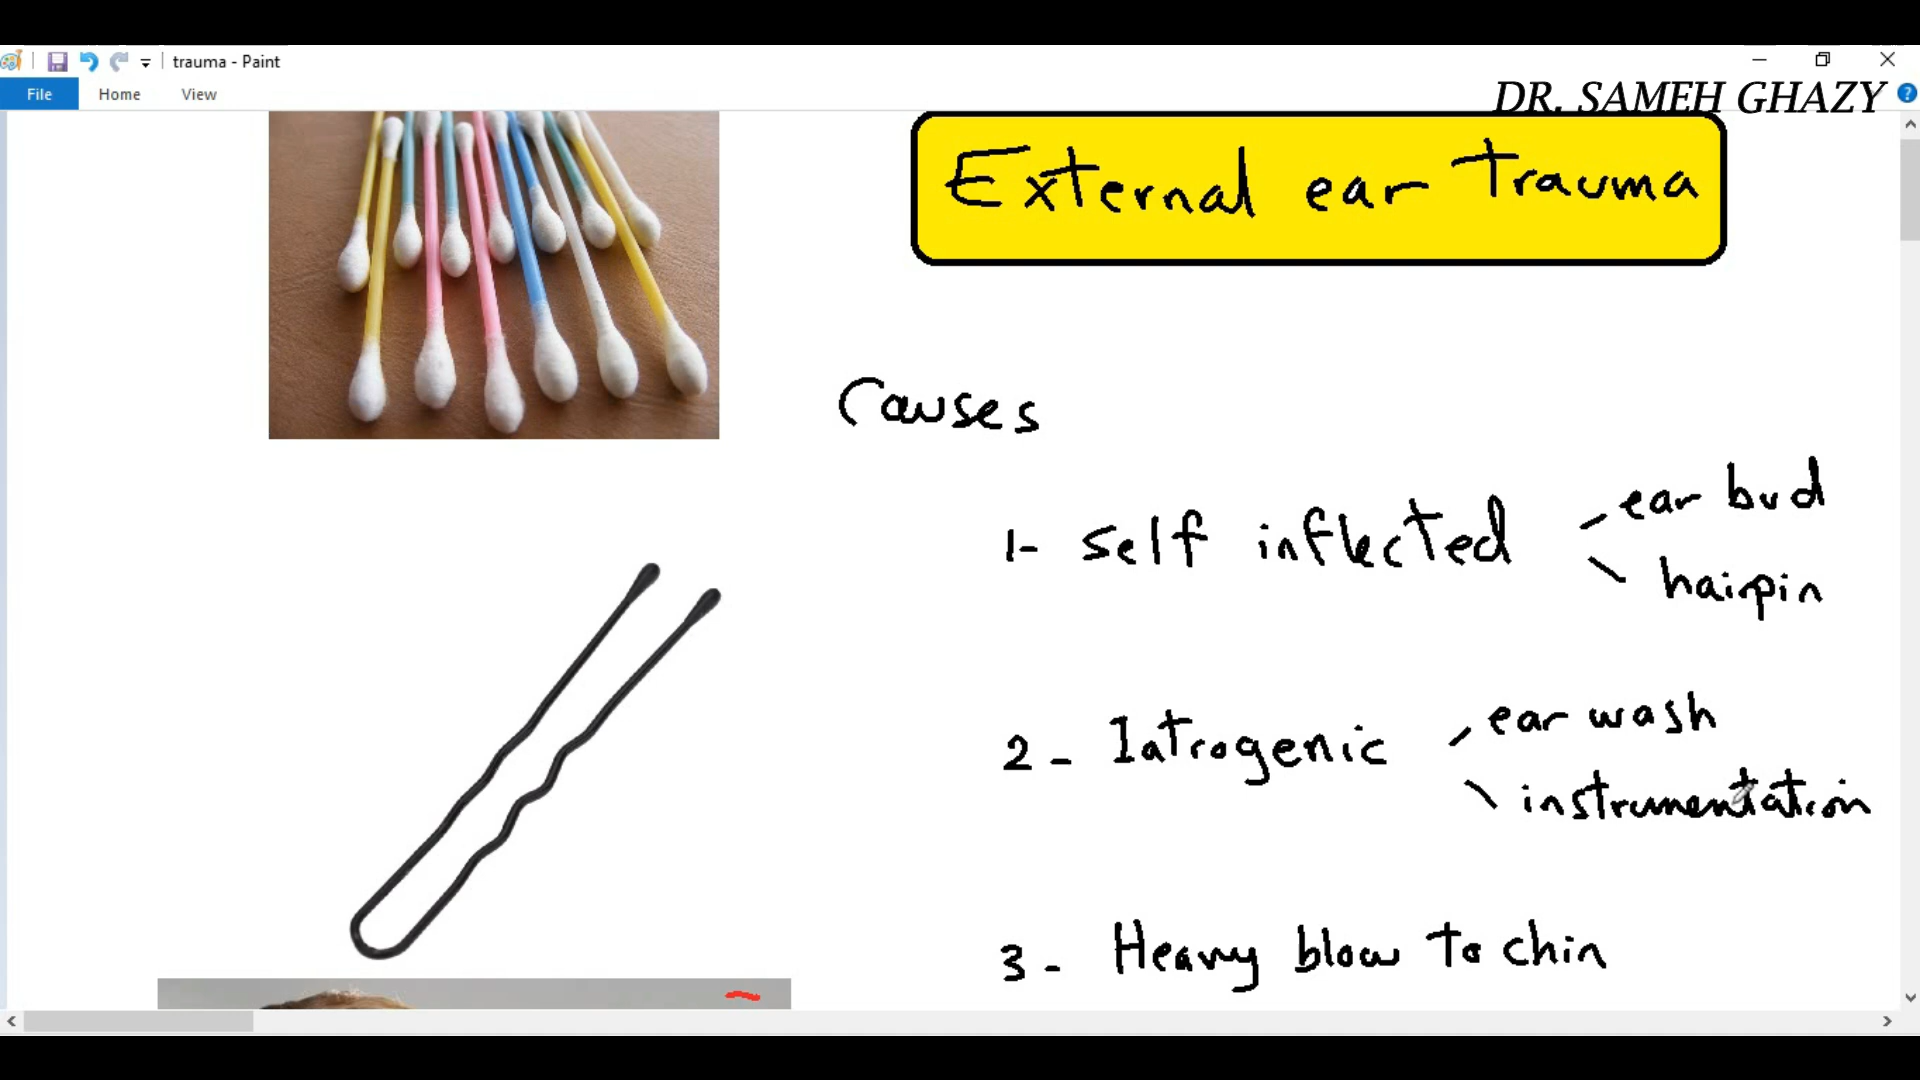 trauma - Paint
File Home View
DR. SAMEH GHAZY
External ear Trauma
Causes
1- Self inflected
ear bud
hairpin
2- Iatrogenic
ear wash
instrumentation
3- Heavy blow to chin